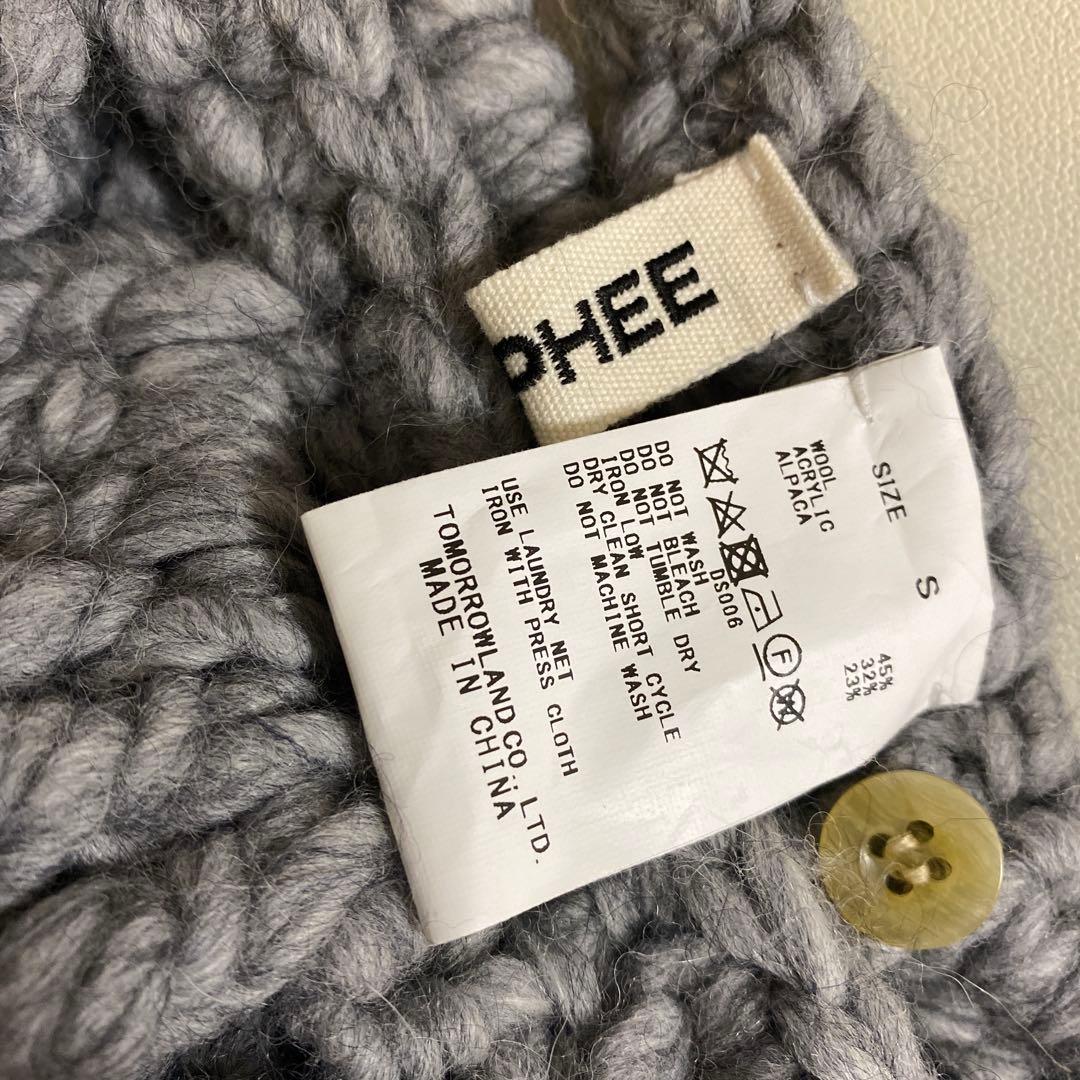 PHEE
SIZE S
WOOL 45%
ACRYLIC 32%
ALPACA 23%
F
W
DS006
DO NOT WASH
DO NOT BLEACH
DO NOT TUMBLE DRY
IRON LOW
DRY CLEAN SHORT CYCLE
DO NOT MACHINE WASH
USE LAUNDRY NET
IRON WITH PRESS CLOTH
TOMORROWLAND CO., LTD.
MADE IN CHINA